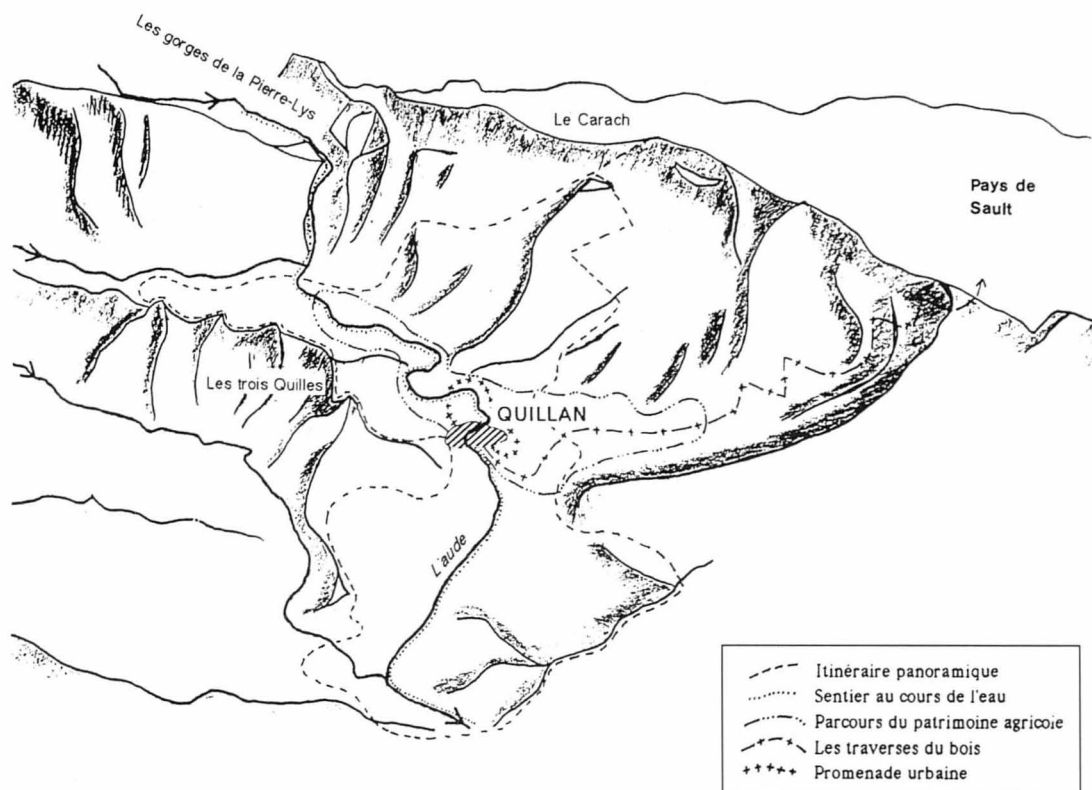 Les gorges de la
Pierre-Lys
Le Carach
Pays de
Sault
Les trois Quilles
QUILLAN
L'aude
Itinéraire panoramique
Sentier au cours de l'eau
Parcours du patrimoine agricoie
Les traverses du bois
Promenade urbaine